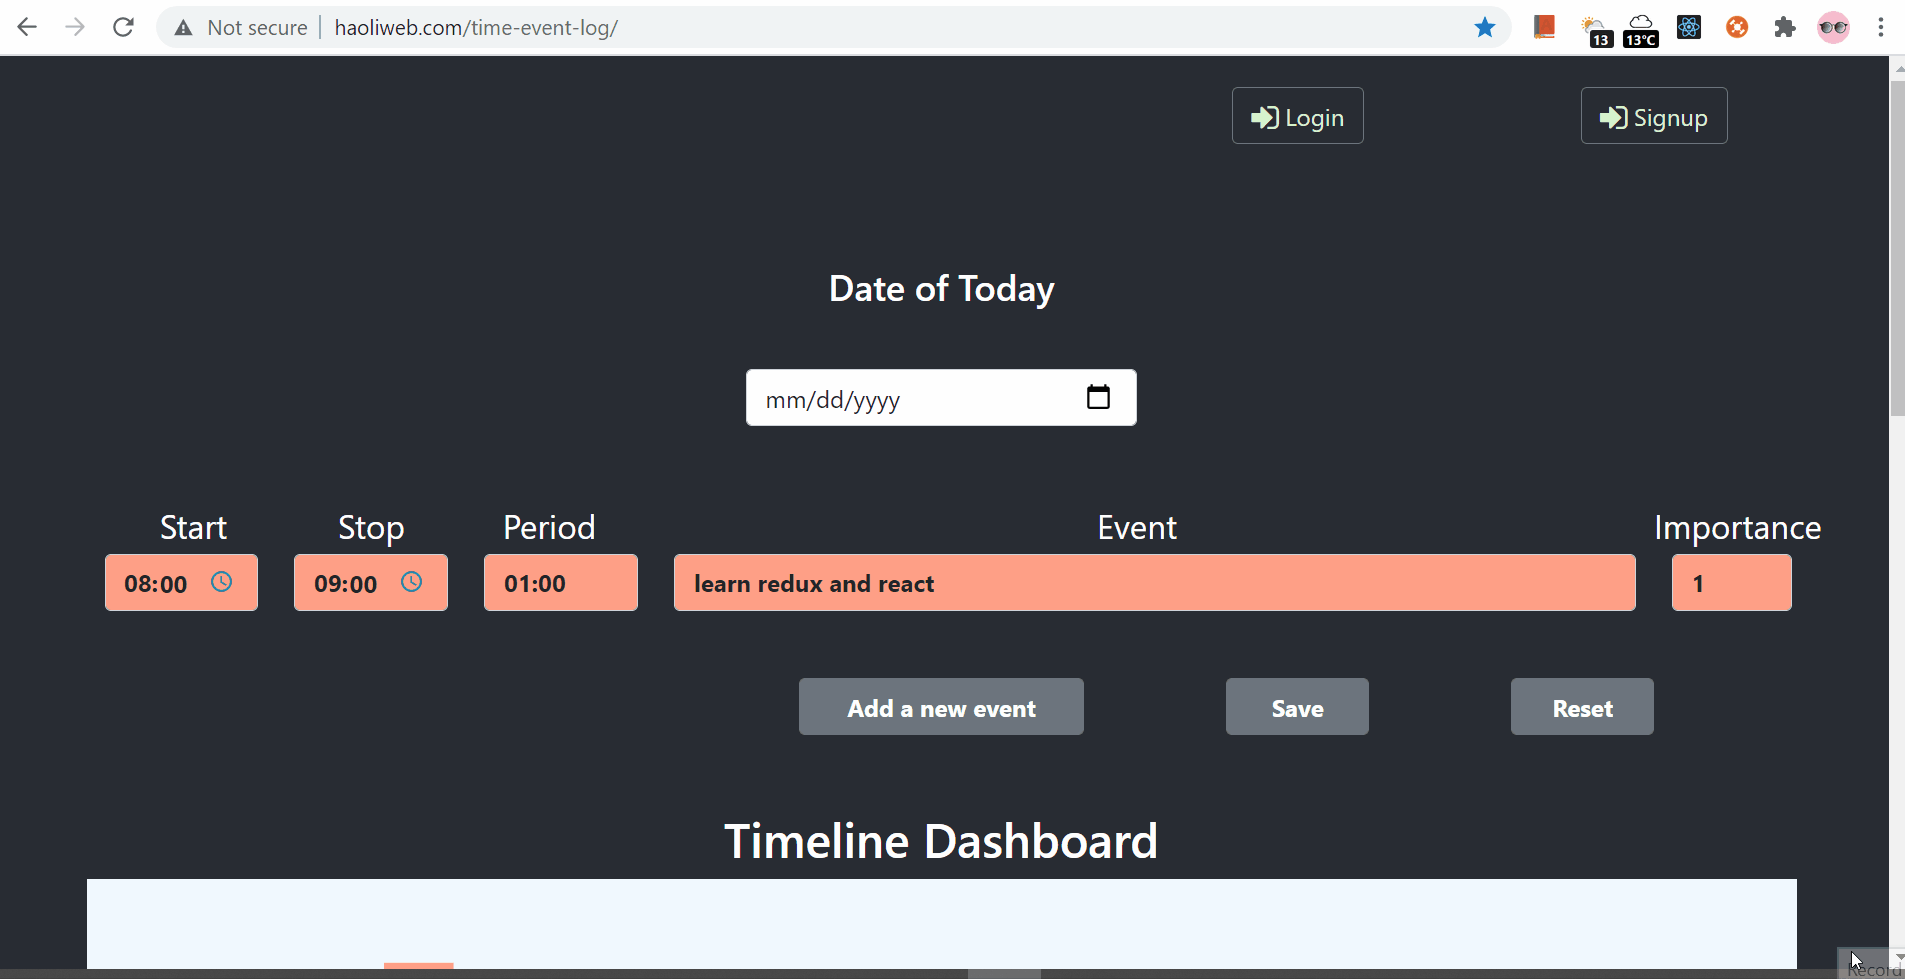 Not secure haoliweb.com/time-event-log/ 13 13°C
Login Signup
Date of Today
mm/dd/yyyy
Start Stop Period Event Importance
08:00 09:00 01:00 learn redux and react 1
Add a new event Save Reset
Timeline Dashboard
Record